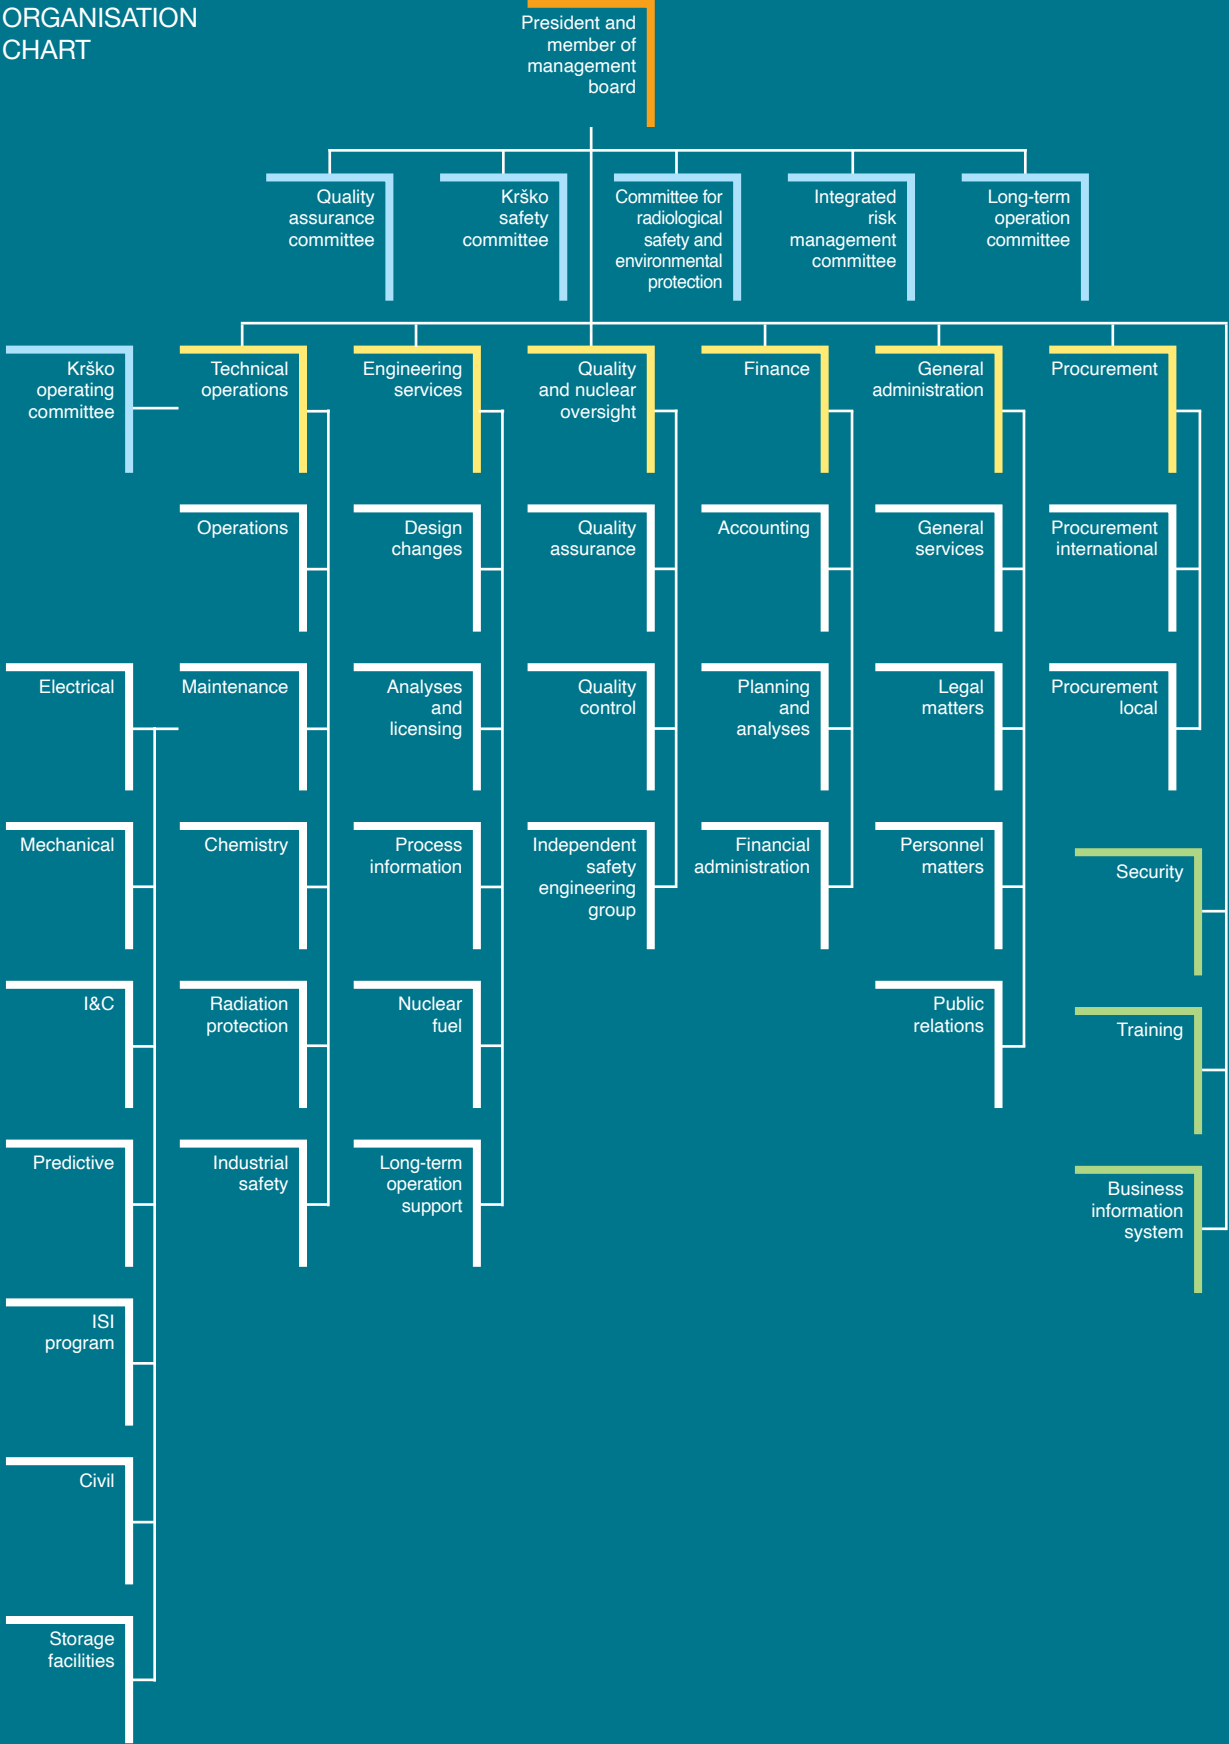 ORGANISATION
CHART
President and
member of
management
board
Quality
assurance
committee
Krško
safety
committee
Committee for
radiological
safety and
environmental
protection
Integrated
risk
management
committee
Long-term
operation
committee
Krško
operating
committee
Technical
operations
Engineering
services
Quality
and nuclear
oversight
Finance
General
administration
Procurement
Operations
Design
changes
Quality
assurance
Accounting
General
services
Procurement
international
Electrical
Maintenance
Analyses
and
licensing
Quality
control
Planning
and
analyses
Legal
matters
Procurement
local
Mechanical
Chemistry
Process
information
Independent
safety
engineering
group
Financial
administration
Personnel
matters
Security
I&C
Radiation
protection
Nuclear
fuel
Public
relations
Training
Predictive
Industrial
safety
Long-term
operation
support
Business
information
system
ISI
program
Civil
Storage
facilities